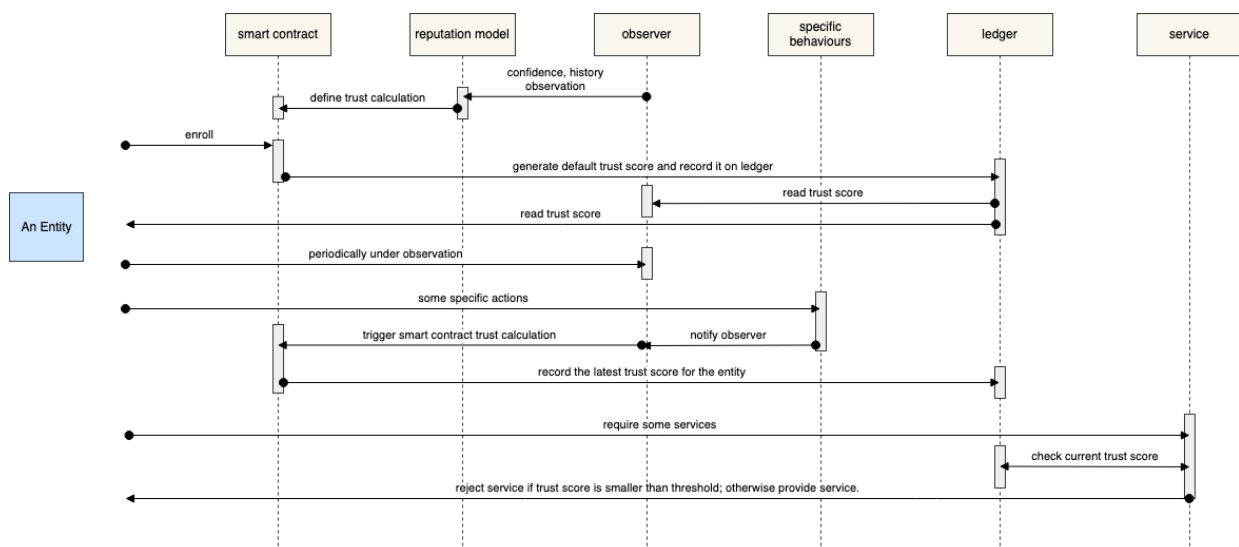 smart contract
reputation model
observer
specific
behaviours
ledger
service
confidence, history
observation
define trust calculation
enroll
generate default trust score and record it on ledger
read trust score
read trust score
An Entity
periodically under observation
some specific actions
trigger smart contract trust calculation
notify observer
record the latest trust score for the entity
require some services
check current trust score
reject service if trust score is smaller than threshold; otherwise provide service.